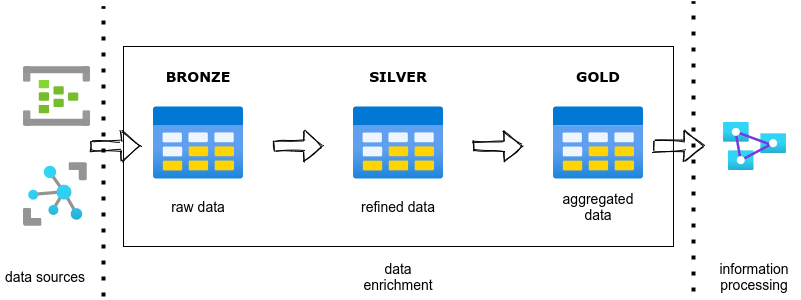 BRONZE
SILVER
GOLD
raw data
refined data
aggregated
data
data sources
data
enrichment
information
processing